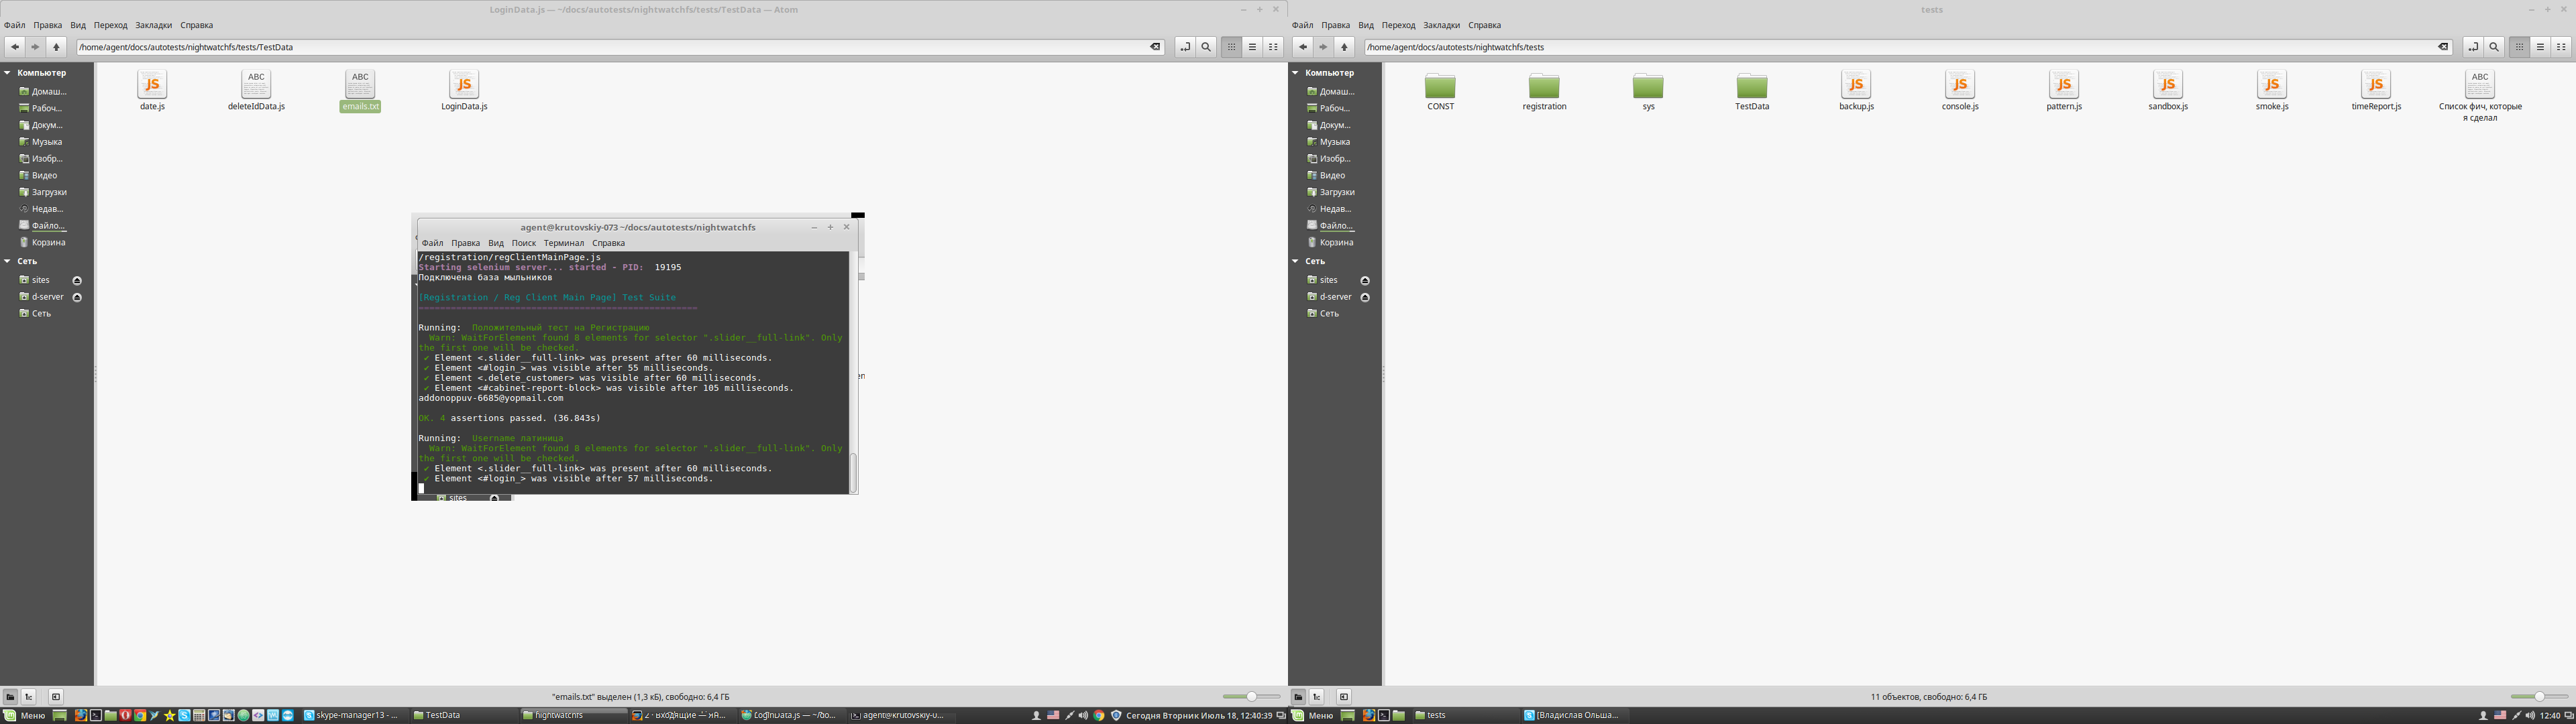 LoginData.js — ~/docs/autotests/nightwatchfs/tests/TestData — Atom
Файл Правка Вид Переход Закладки Справка
/home/agent/docs/autotests/nightwatchfs/tests/TestData
Компьютер
Домаш...
Рабоч...
Докум...
Музыка
Изобр...
Видео
Загрузки
Недав...
Файло...
Корзина
Сеть
sites
d-server
Сеть
date.js
deleteIdData.js
emails.txt
LoginData.js
agent@krutovskiy-073 ~/docs/autotests/nightwatchfs
Файл Правка Вид Поиск Терминал Справка
/registration/regClientMainPage.js
Starting selenium server... started - PID: 19195
Подключена база мыльников
[Registration / Reg Client Main Page] Test Suite
Running: Положительный тест на Регистрацию
Warn: WaitForElement found 8 elements for selector ".slider__full-link". Only
the first one will be checked.
✔ Element <.slider__full-link> was present after 60 milliseconds.
✔ Element <#login_> was visible after 55 milliseconds.
✔ Element <.delete_customer> was visible after 60 milliseconds.
✔ Element <#cabinet-report-block> was visible after 105 milliseconds.
addonoppuv-6685@yopmail.com
OK. 4 assertions passed. (36.843s)
Running: Username латиница
Warn: WaitForElement found 8 elements for selector ".slider__full-link". Only
the first one will be checked.
✔ Element <.slider__full-link> was present after 60 milliseconds.
✔ Element <#login_> was visible after 57 milliseconds.
sites
"emails.txt" выделен (1,3 кБ), свободно: 6,4 ГБ
Меню
skype-manager13 - ...
TestData
nightwatchfs
LoginData.js — ~/do...
agent@krutovskiy-0...
Сегодня Вторник Июль 18, 12:40:39
tests
Файл Правка Вид Переход Закладки Справка
/home/agent/docs/autotests/nightwatchfs/tests
Компьютер
Домаш...
Рабоч...
Докум...
Музыка
Изобр...
Видео
Загрузки
Недав...
Файло...
Корзина
Сеть
sites
d-server
Сеть
CONST
registration
sys
TestData
backup.js
console.js
pattern.js
sandbox.js
smoke.js
timeReport.js
Список фич, которые
я сделал
11 объектов, свободно: 6,4 ГБ
Меню
tests
[Владислав Ольша...
12:40